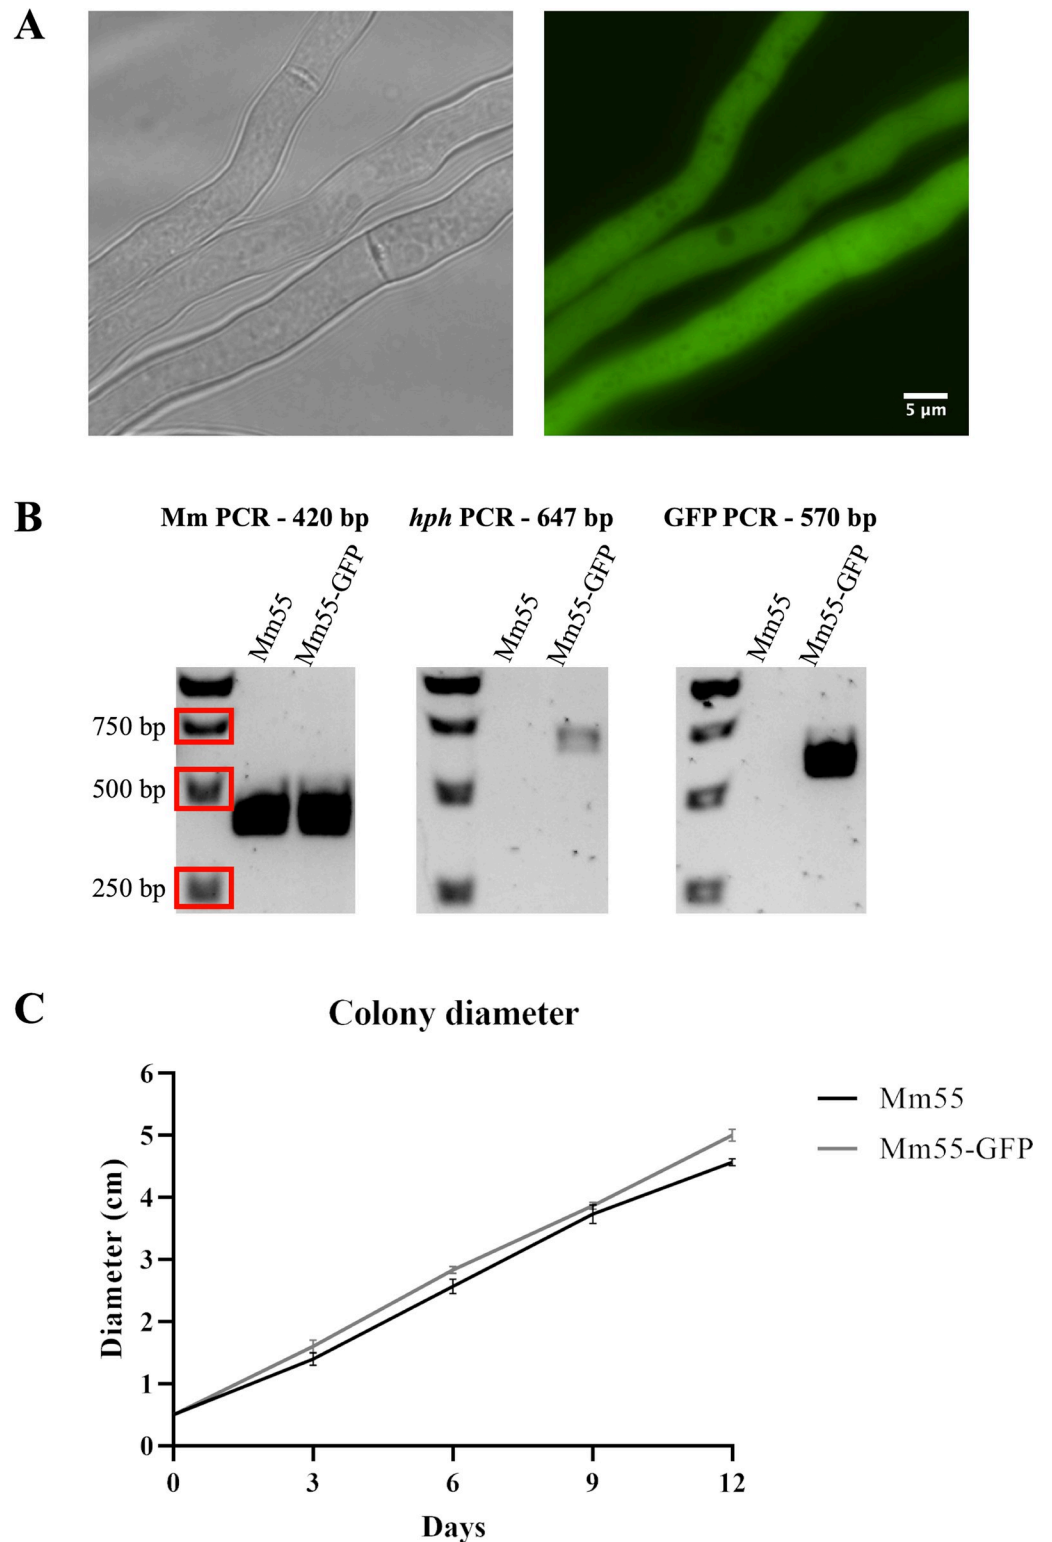 A
5 µm
B
Mm PCR - 420 bp
hph PCR - 647 bp
GFP PCR - 570 bp
Mm55
Mm55-GFP
Mm55
Mm55-GFP
Mm55
Mm55-GFP
750 bp
500 bp
250 bp
C
Colony diameter
6
5
4
3
2
1
0
Diameter (cm)
0 3 6 9 12
Days
Mm55
Mm55-GFP